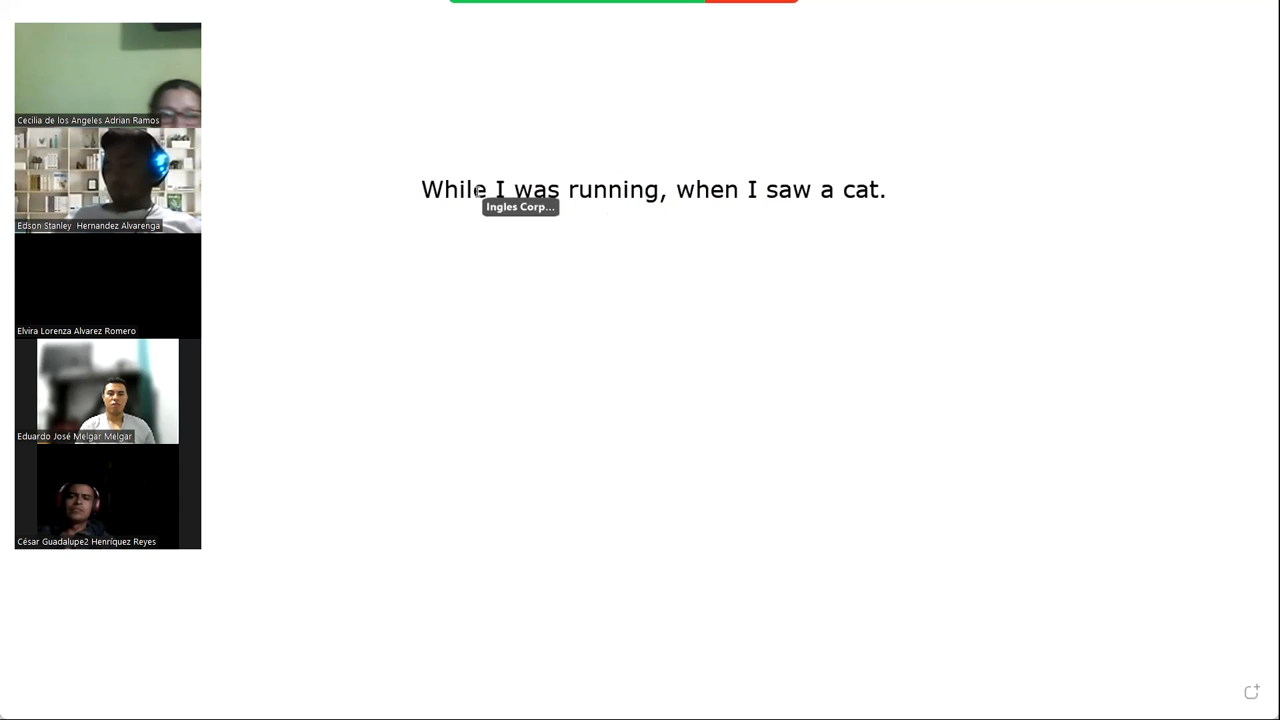 Cecilia de los Angeles Adrian Ramos
Edson Stanley Hernandez Alvarenga
Elvira Lorenza Alvarez Romero
Eduardo José Melgar Melgar
César Guadalupe2 Henríquez Reyes
While I was running, when I saw a cat.
Ingles Corp...